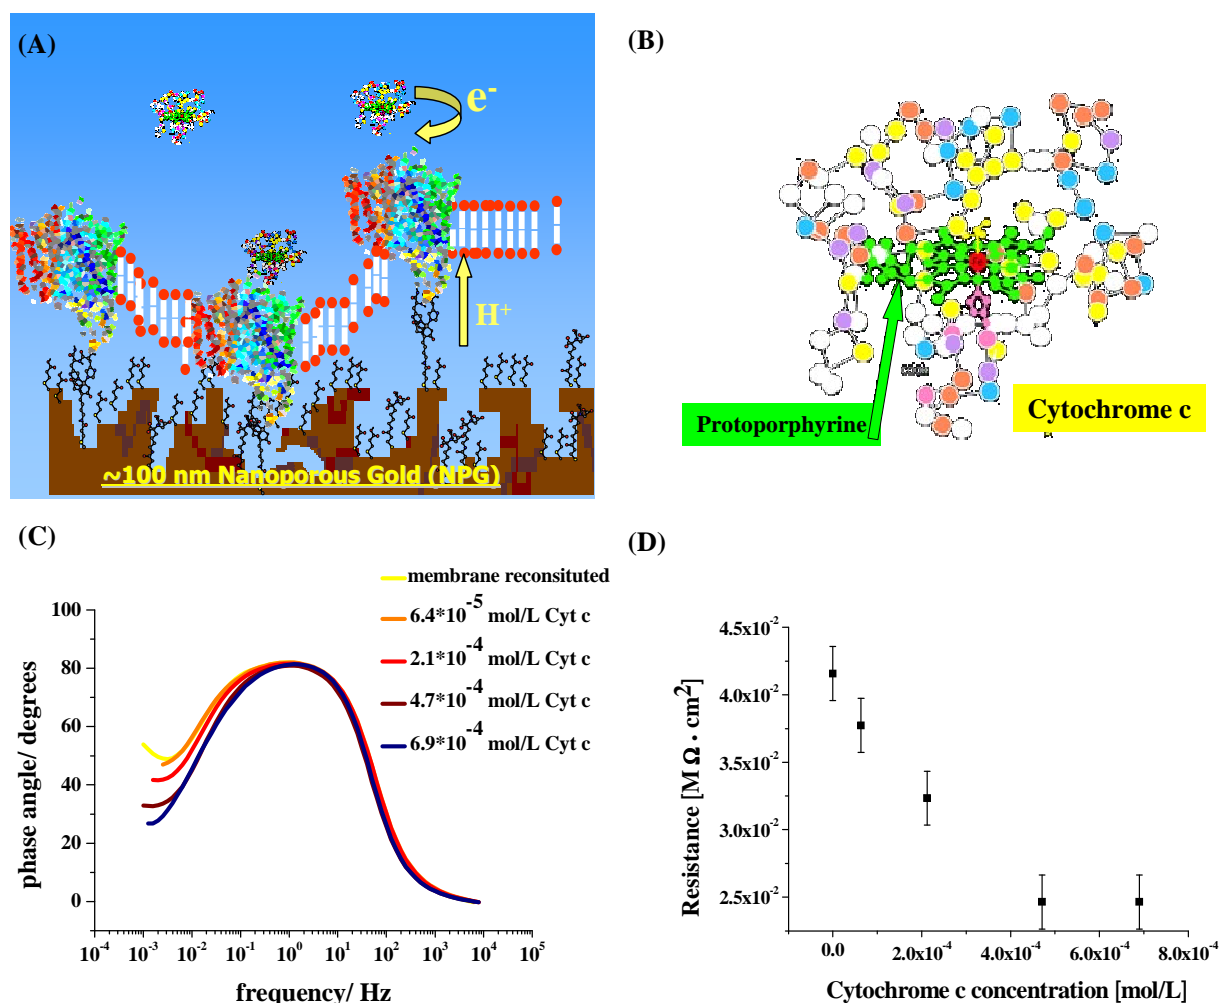 (A)
e-
H+
~100 nm Nanoporous Gold (NPG)
(B)
Protoporphyrine
Cytochrome c
(C)
membrane reconsituted
6.4*10-5 mol/L Cyt c
2.1*10-4 mol/L Cyt c
4.7*10-4 mol/L Cyt c
6.9*10-4 mol/L Cyt c
100
80
60
40
20
0
phase angle/ degrees
10-4 10-3 10-2 10-1 100 101 102 103 104 105
frequency/ Hz
(D)
4.5x10-2
4.0x10-2
3.5x10-2
3.0x10-2
2.5x10-2
Resistance [M Ω · cm2]
0.0 2.0x10-4 4.0x10-4 6.0x10-4 8.0x10-4
Cytochrome c concentration [mol/L]